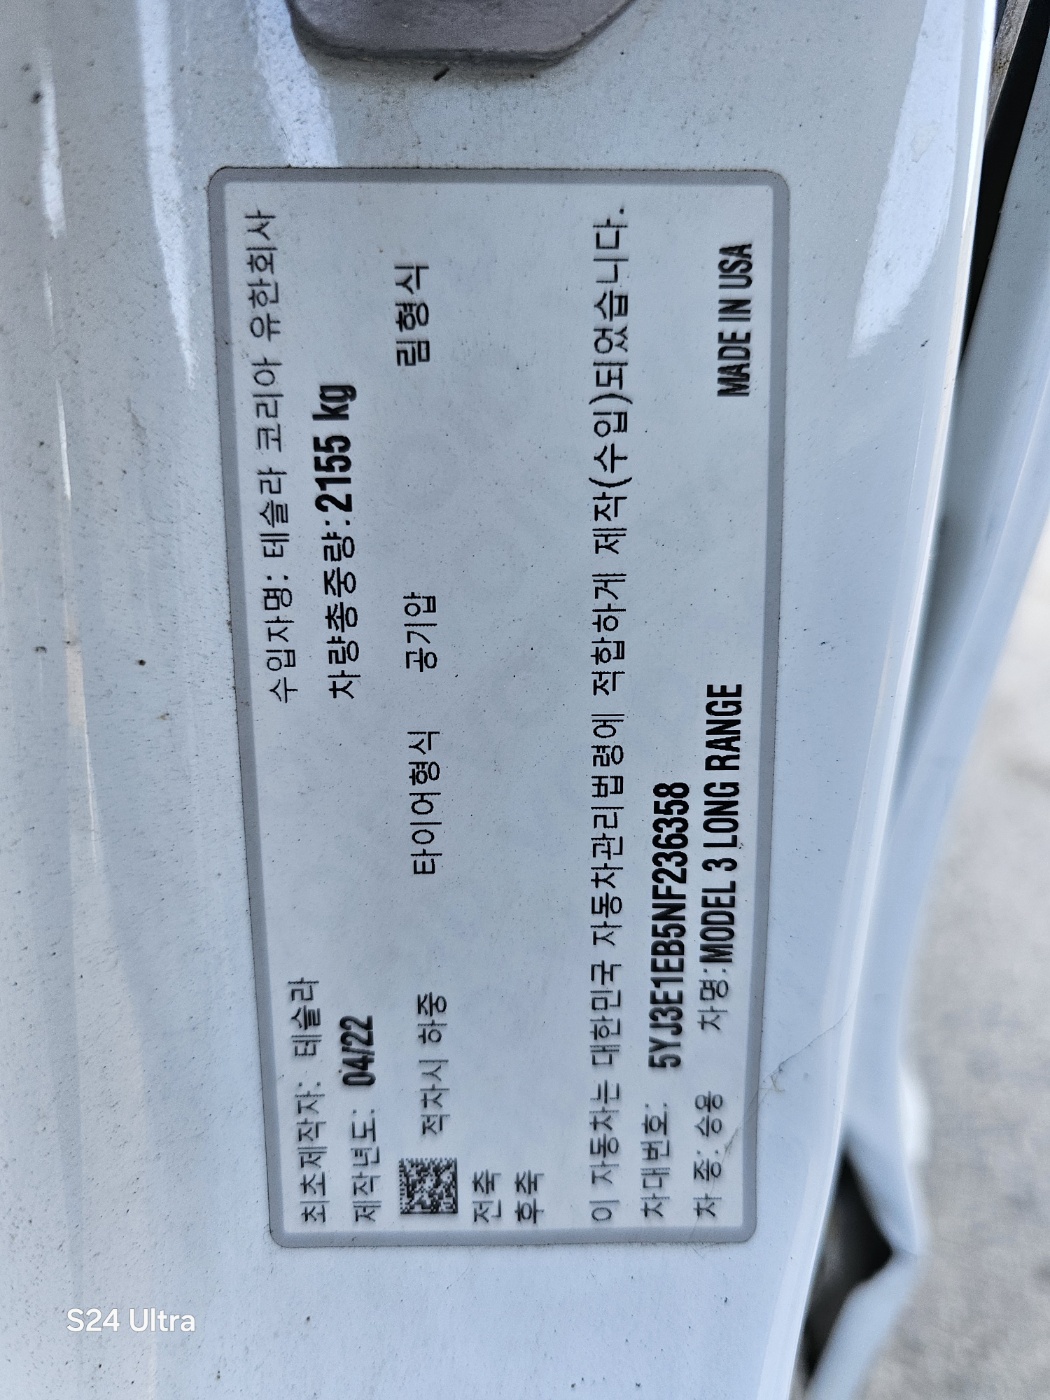 최초제작자: 테슬라 수입자명: 테슬라 코리아 유한회사
제작년도: 04/22 차량총중량:2155 kg
적차시 하중 타이어형식 공기압 림형식
전축
후축
이 자동차는 대한민국 자동차관리법령에 적합하게 제작(수입)되었습니다.
차대번호: 5YJ3E1EB5NF236358
차 종: 승용 차명:MODEL 3 LONG RANGE MADE IN USA
S24 Ultra